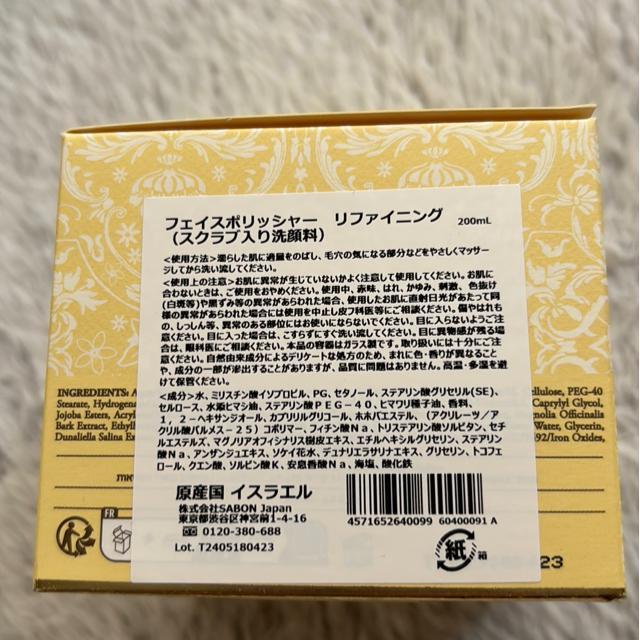 フェイスポリッシャー　リファイニング　200mL
（スクラブ入り洗顔料）
<使用方法>濡らした肌に適量をのばし、毛穴の気になる部分などをやさしくマッサー
ジしてから洗い流してください。
<使用上の注意>お肌に異常が生じていないかよく注意して使用してください。お肌に
合わないときは、ご使用をおやめください。使用中、赤味、はれ、かゆみ、刺激、色抜け
(白斑等)や黒ずみ等の異常があらわれた場合、使用したお肌に直射日光があたって同
様の異常があらわれた場合には使用を中止し皮フ科医等にご相談ください。傷やはれも
の、しっしん等、異常のある部位にはお使いにならないでください。目に入らないようご注
意ください。目に入った場合は、こすらずにすぐ洗い流してください。目に異物感が残る場
合は、眼科医にご相談ください。本品の容器はガラス製です。取り扱いには十分にご注意
ください。自然由来成分によるデリケートな処方のため、まれに色・香りが異なること
や、成分の一部が滲出することがありますが、品質に問題はありません。高温・多湿を避
けて保管ください。
<成分>水、ミリスチン酸イソプロピル、PG、セタノール、ステアリン酸グリセリル(SE)、
セルロース、水添ヒマシ油、ステアリン酸ＰＥＧ－４０、ヒマワリ種子油、香料、
１，２－ヘキサンジオール、カプリリルグリコール、ホホバエステル、（アクリレーツ／ア
クリル酸パルメス－２５）コポリマー、フィチン酸Ｎａ、トリステアリン酸ソルビタン、セチ
ルエステルズ、マグノリアオフィシナリス樹皮エキス、エチルヘキシルグリセリン、ステアリン
酸Ｎａ、アンザンジュエキス、ソケイ花水、デュナリエラサリナエキス、グリセリン、トコフェ
ロール、クエン酸、ソルビン酸Ｋ、安息香酸Ｎａ、海塩、酸化鉄
原産国 イスラエル
株式会社SABON Japan
東京都渋谷区神宮前1-4-16
0120-380-688
Lot. T2405180423
4571652640099　60400091 A
紙 箱
INGREDIENTS:
Stearate, Hydrogen
Jojoba Esters, Acryl
Bark Extract, Ethyl
Dunaliella Salina Ex
ellulose, PEG-40
Caprylyl Glycol,
nolia Officinalis
Water, Glycerin,
92/Iron Oxides,
FR
23